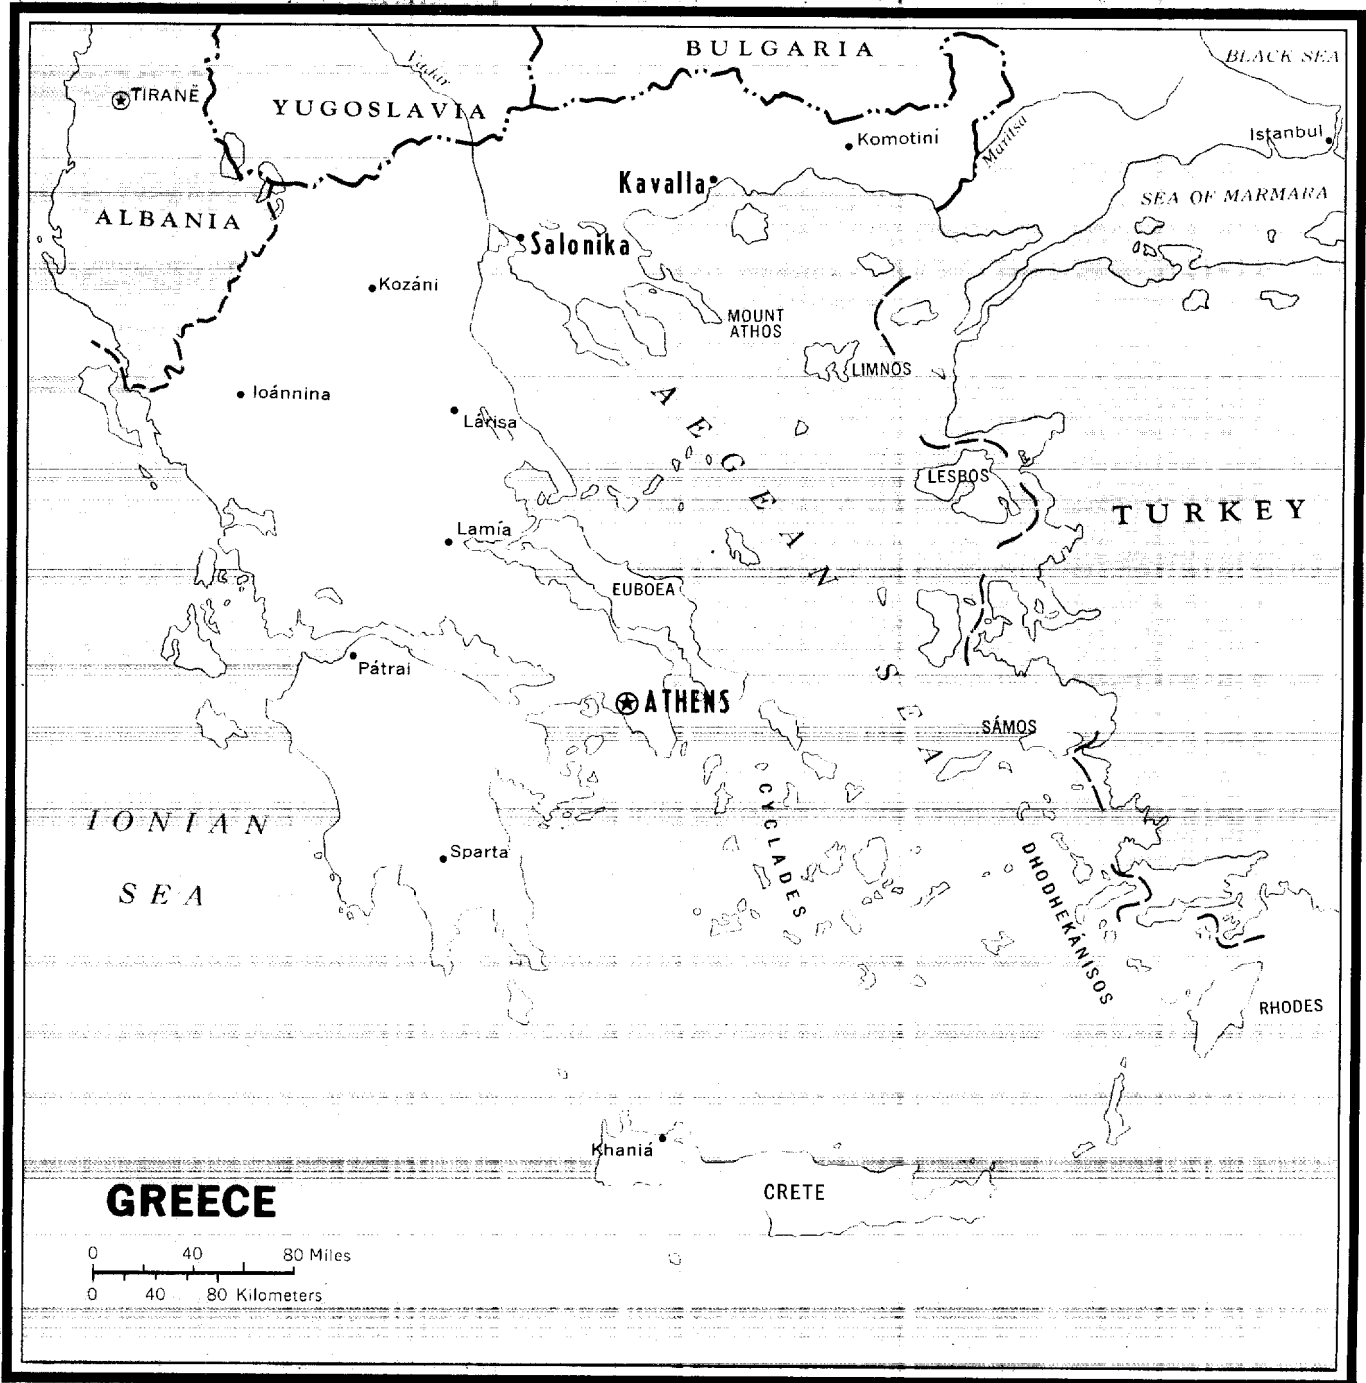 BULGARIA
BLACK SEA
Vardar
TIRANË
YUGOSLAVIA
Komotiní
Maritsa
Istanbul
Kavalla
SEA OF MARMARA
ALBANIA
Salonika
Kozáni
MOUNT
ATHOS
LIMNOS
Ioánnina
Lárisa
AEGEAN SEA
LESBOS
TURKEY
Lamía
EUBOEA
Pátrai
ATHENS
SÁMOS
IONIAN
SEA
CYCLADES
Sparta
DHODHEKÁNISOS
RHODES
Khaniá
CRETE
GREECE
0 40 80 Miles
0 40 80 Kilometers